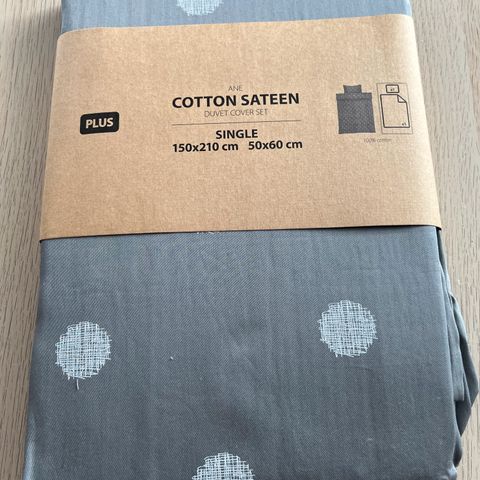 ANE
COTTON SATEEN
DUVET COVER SET
PLUS
SINGLE
150x210 cm 50x60 cm
100% cotton